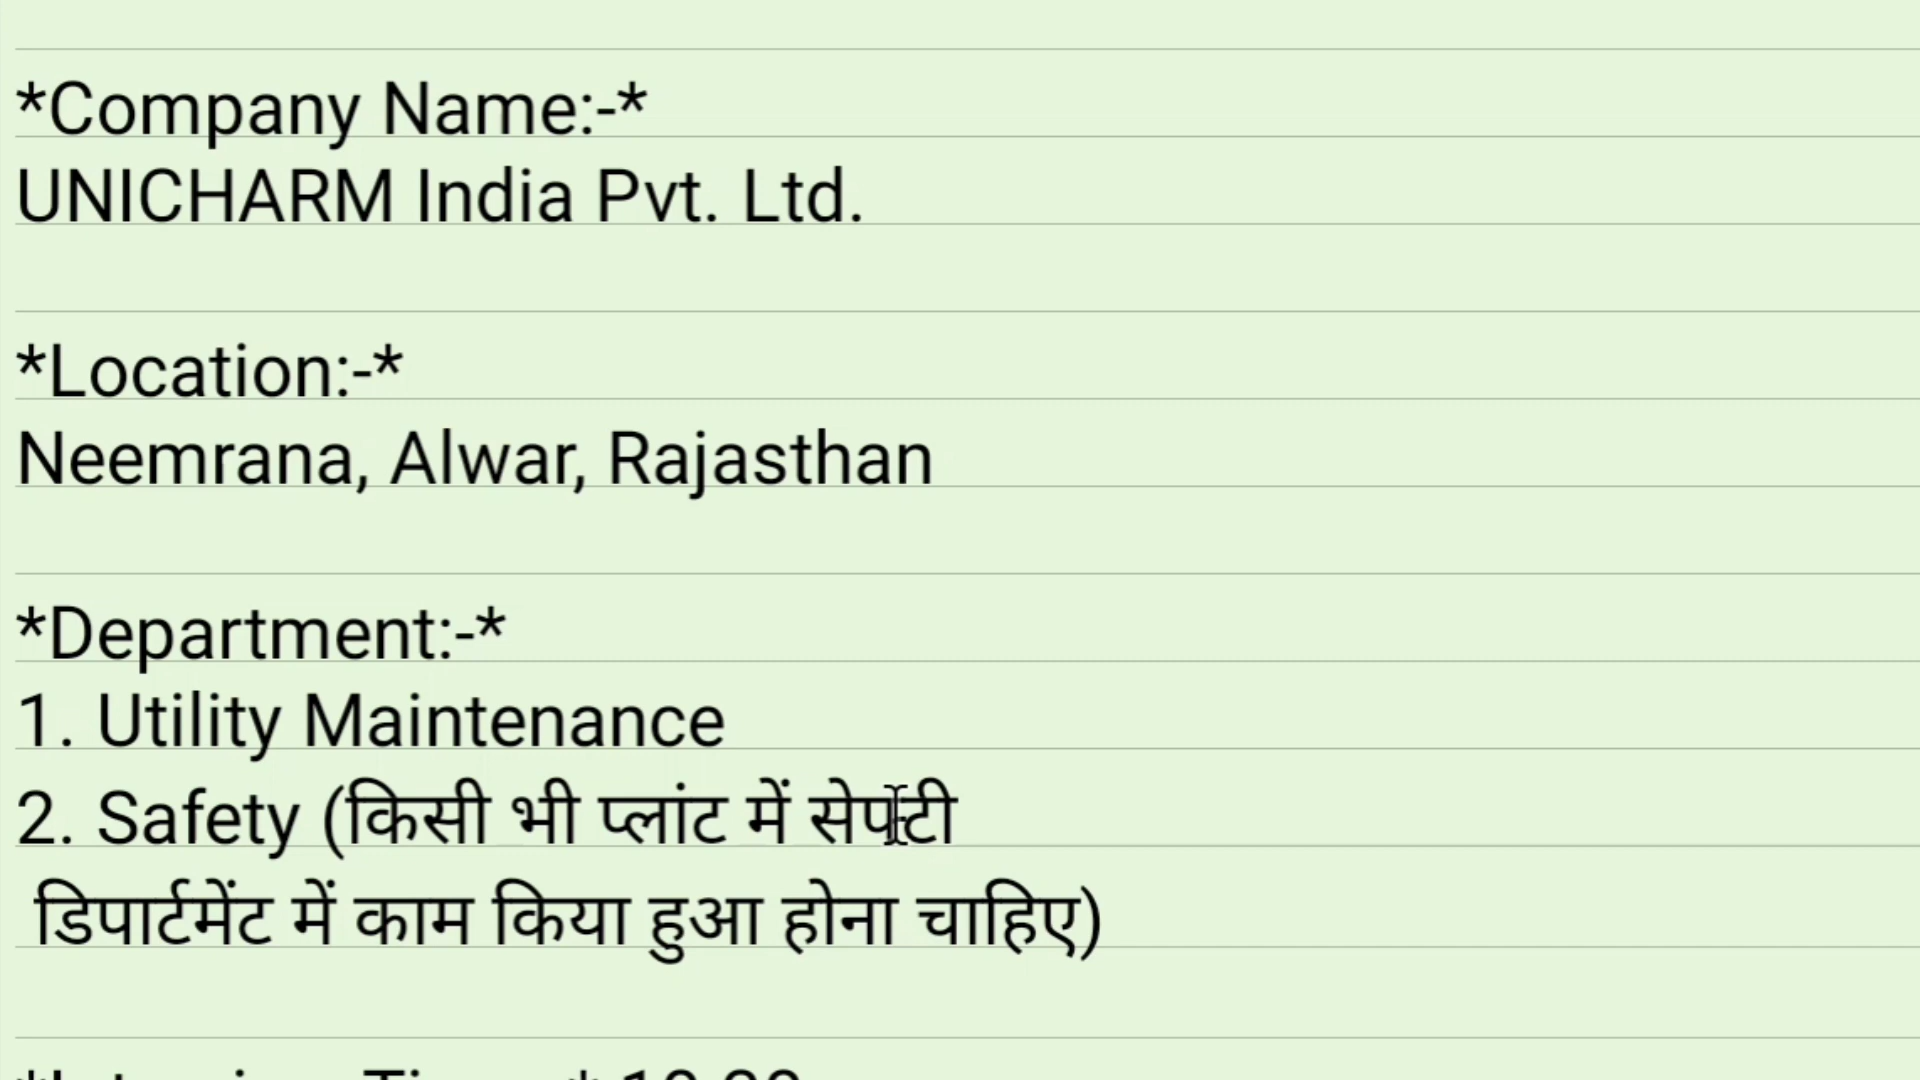 *Company Name:-*
UNICHARM India Pvt. Ltd.
*Location:-*
Neemrana, Alwar, Rajasthan
*Department:-*
1. Utility Maintenance
2. Safety (किसी भी प्लांट में सेफ्टी
डिपार्टमेंट में काम किया हुआ होना चाहिए)